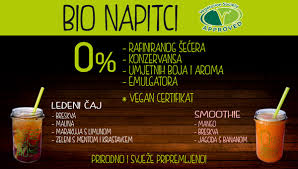 BIO NAPITCI
APPROVED
0%
- RAFINIRANOG ŠEĆERA
- KONZERVANSA
- UMJETNIH BOJA I AROMA
- EMULGATORA
* VEGAN CERTIFIKAT
LEDENI ČAJ
- BRESKVA
- MALINA
- MARAKUJA S LIMUNOM
- ZELENI S MENTOM I KRASTAVCEM
SMOOTHIE
- MANGO
- BRESKVA
- JAGODA S BANANOM
PRIRODNO I SVJEŽE PRIPREMLJENO!